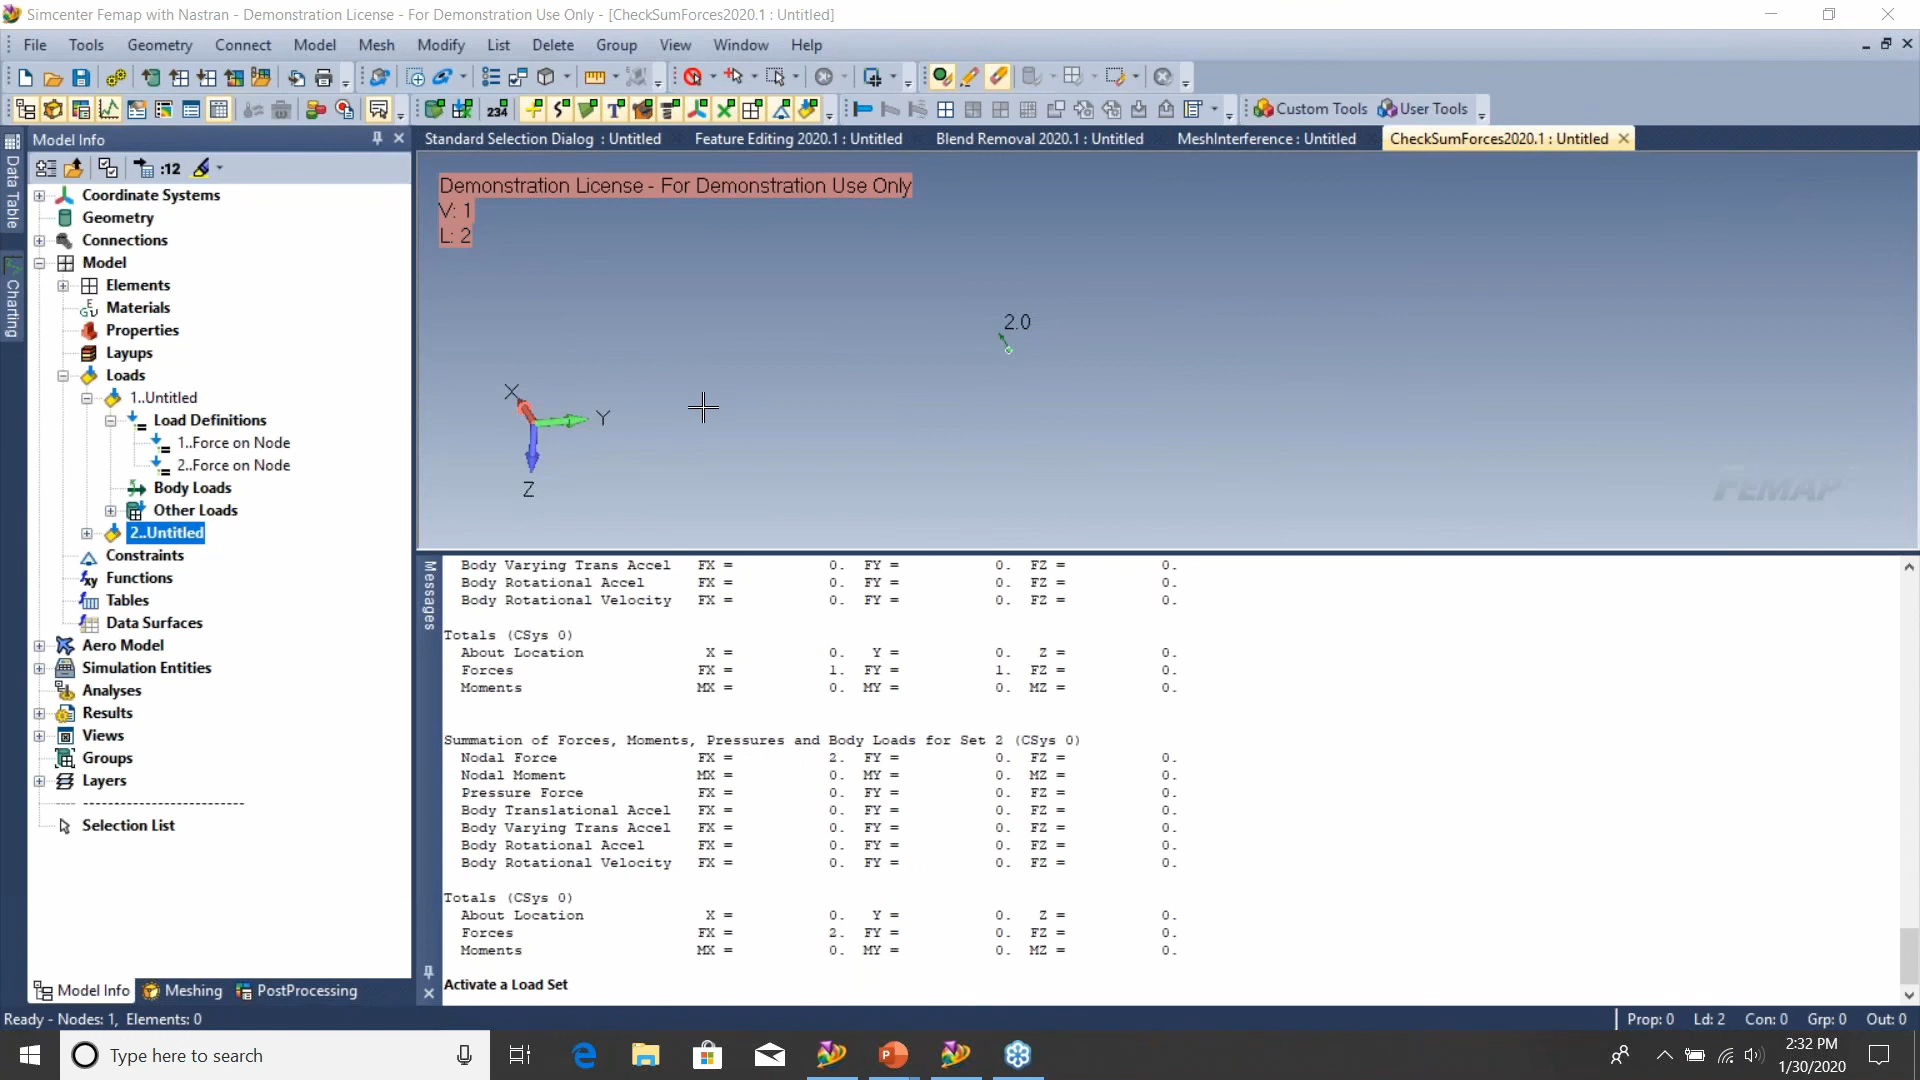 Simcenter Femap with Nastran - Demonstration License - For Demonstration Use Only - [CheckSumForces2020.1 : Untitled]
File Tools Geometry Connect Model Mesh Modify List Delete Group View Window Help
:12
234
T
Custom Tools User Tools
Model Info
Standard Selection Dialog : Untitled Feature Editing 2020.1 : Untitled Blend Removal 2020.1 : Untitled MeshInterference : Untitled CheckSumForces2020.1 : Untitled
Data Table
Charting
Coordinate Systems
Geometry
Connections
Model
Elements
Materials
Properties
Layups
Loads
1..Untitled
Load Definitions
1..Force on Node
2..Force on Node
Body Loads
Other Loads
2..Untitled
Constraints
Functions
Tables
Data Surfaces
Aero Model
Simulation Entities
Analyses
Results
Views
Groups
Layers
------------------------
Selection List
Model Info Meshing PostProcessing
Demonstration License - For Demonstration Use Only
V: 1
L: 2
2.0
X
Y
Z
FEMAP
Messages
Body Varying Trans Accel FX = 0. FY = 0. FZ = 0.
Body Rotational Accel FX = 0. FY = 0. FZ = 0.
Body Rotational Velocity FX = 0. FY = 0. FZ = 0.
Totals (CSys 0)
About Location X = 0. Y = 0. Z = 0.
Forces FX = 1. FY = 1. FZ = 0.
Moments MX = 0. MY = 0. MZ = 0.
Summation of Forces, Moments, Pressures and Body Loads for Set 2 (CSys 0)
Nodal Force FX = 2. FY = 0. FZ = 0.
Nodal Moment MX = 0. MY = 0. MZ = 0.
Pressure Force FX = 0. FY = 0. FZ = 0.
Body Translational Accel FX = 0. FY = 0. FZ = 0.
Body Varying Trans Accel FX = 0. FY = 0. FZ = 0.
Body Rotational Accel FX = 0. FY = 0. FZ = 0.
Body Rotational Velocity FX = 0. FY = 0. FZ = 0.
Totals (CSys 0)
About Location X = 0. Y = 0. Z = 0.
Forces FX = 2. FY = 0. FZ = 0.
Moments MX = 0. MY = 0. MZ = 0.
Activate a Load Set
Ready - Nodes: 1, Elements: 0
Prop: 0 Ld: 2 Con: 0 Grp: 0 Out: 0
Type here to search
2:32 PM
1/30/2020